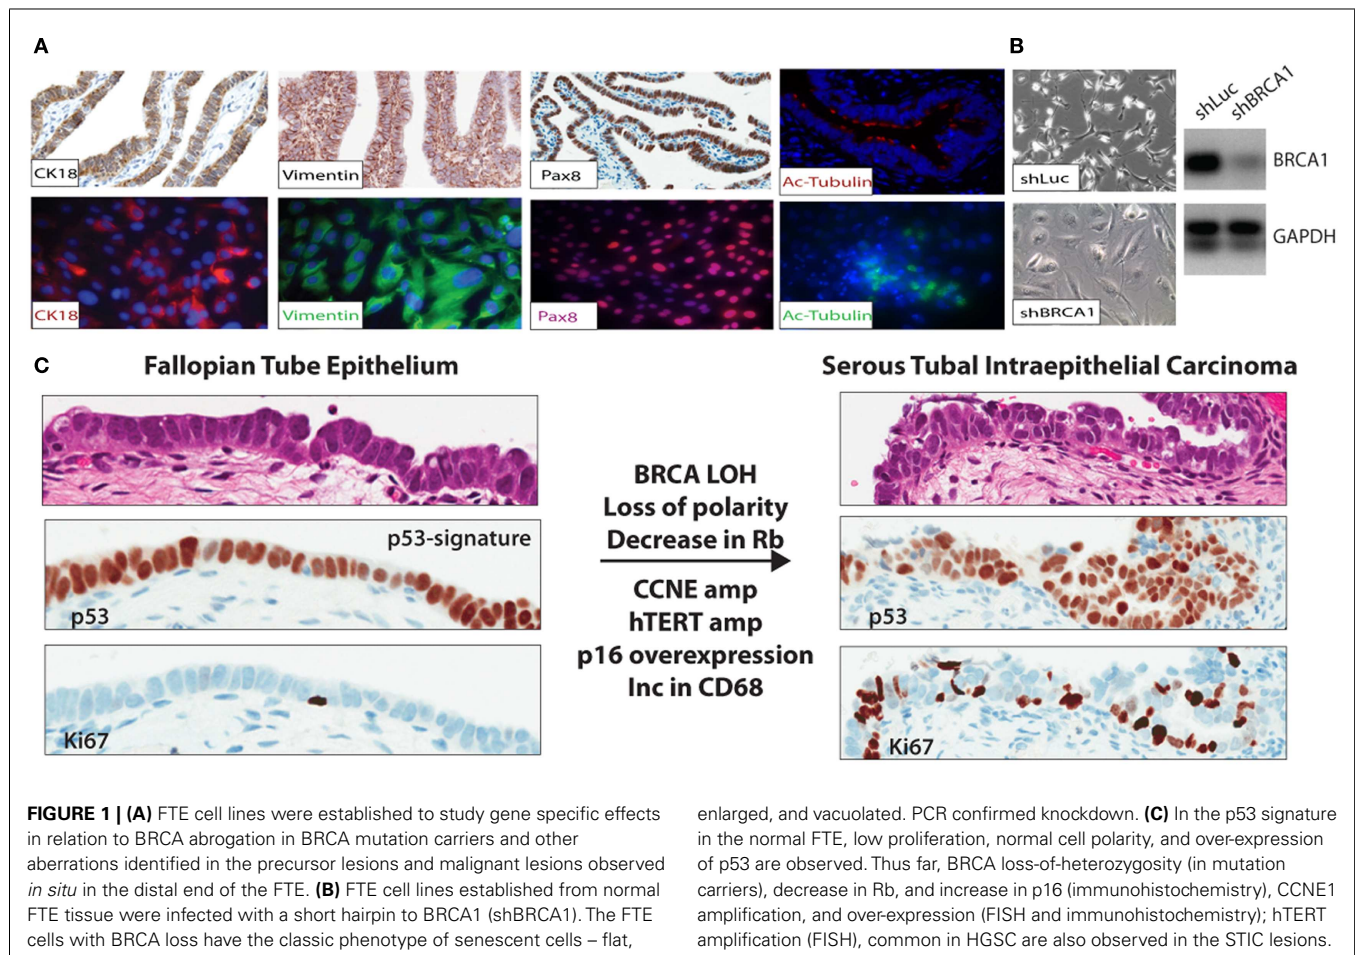 A
B
CK18
Vimentin
Pax8
Ac-Tubulin
shLuc
shLuc
shBRCA1
BRCA1
CK18
Vimentin
Pax8
Ac-Tubulin
shBRCA1
GAPDH
C
Fallopian Tube Epithelium
Serous Tubal Intraepithelial Carcinoma
p53-signature
p53
Ki67
BRCA LOH
Loss of polarity
Decrease in Rb
CCNE amp
hTERT amp
p16 overexpression
Inc in CD68
p53
Ki67
FIGURE 1 | (A) FTE cell lines were established to study gene specific effects
in relation to BRCA abrogation in BRCA mutation carriers and other
aberrations identified in the precursor lesions and malignant lesions observed
in situ in the distal end of the FTE. (B) FTE cell lines established from normal
FTE tissue were infected with a short hairpin to BRCA1 (shBRCA1). The FTE
cells with BRCA loss have the classic phenotype of senescent cells – flat,
enlarged, and vacuolated. PCR confirmed knockdown. (C) In the p53 signature
in the normal FTE, low proliferation, normal cell polarity, and over-expression
of p53 are observed. Thus far, BRCA loss-of-heterozygosity (in mutation
carriers), decrease in Rb, and increase in p16 (immunohistochemistry), CCNE1
amplification, and over-expression (FISH and immunohistochemistry); hTERT
amplification (FISH), common in HGSC are also observed in the STIC lesions.